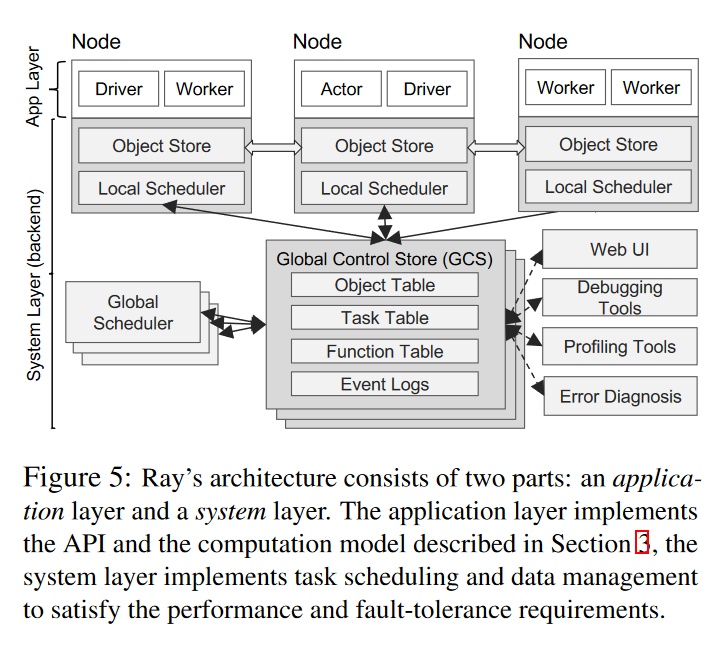 Node
Node
Node
App Layer
Driver
Worker
Actor
Driver
Worker
Worker
Object Store
Object Store
Object Store
Local Scheduler
Local Scheduler
Local Scheduler
System Layer (backend)
Global Control Store (GCS)
Object Table
Task Table
Function Table
Event Logs
Global
Scheduler
Web UI
Debugging
Tools
Profiling Tools
Error Diagnosis
Figure 5: Ray's architecture consists of two parts: an applica-
tion layer and a system layer. The application layer implements
the API and the computation model described in Section 3, the
system layer implements task scheduling and data management
to satisfy the performance and fault-tolerance requirements.